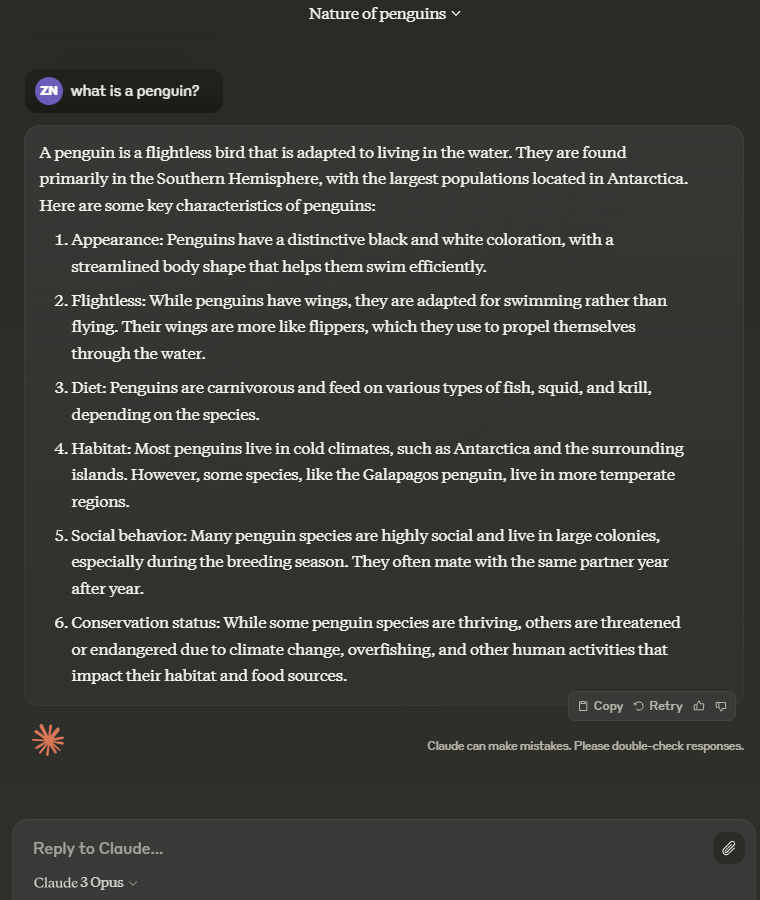 Nature of penguins
ZN what is a penguin?
A penguin is a flightless bird that is adapted to living in the water. They are found
primarily in the Southern Hemisphere, with the largest populations located in Antarctica.
Here are some key characteristics of penguins:
1. Appearance: Penguins have a distinctive black and white coloration, with a
streamlined body shape that helps them swim efficiently.
2. Flightless: While penguins have wings, they are adapted for swimming rather than
flying. Their wings are more like flippers, which they use to propel themselves
through the water.
3. Diet: Penguins are carnivorous and feed on various types of fish, squid, and krill,
depending on the species.
4. Habitat: Most penguins live in cold climates, such as Antarctica and the surrounding
islands. However, some species, like the Galapagos penguin, live in more temperate
regions.
5. Social behavior: Many penguin species are highly social and live in large colonies,
especially during the breeding season. They often mate with the same partner year
after year.
6. Conservation status: While some penguin species are thriving, others are threatened
or endangered due to climate change, overfishing, and other human activities that
impact their habitat and food sources.
Copy Retry
Claude can make mistakes. Please double-check responses.
Reply to Claude...
Claude 3 Opus